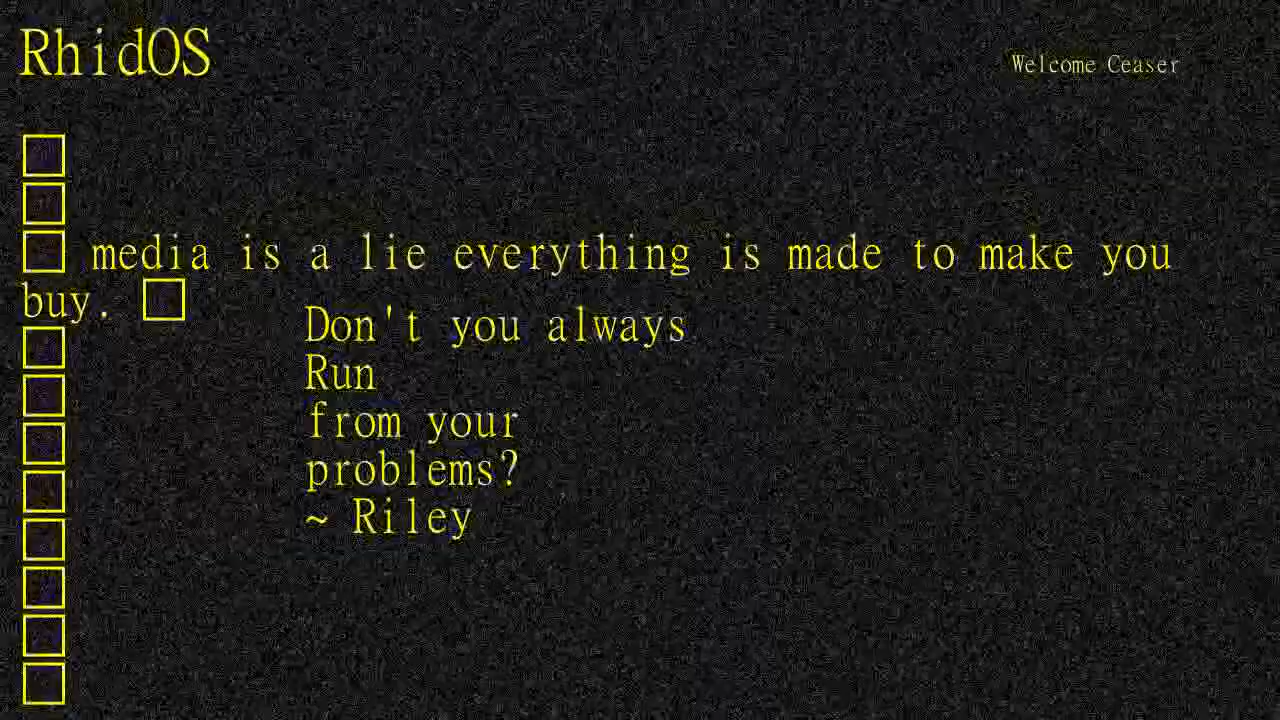 RhidOS
Welcome Ceaser
□
□
□ media is a lie everything is made to make you
buy. □
Don't you always
□
Run
□
from your
□
problems?
□
~ Riley
□
□
□
□